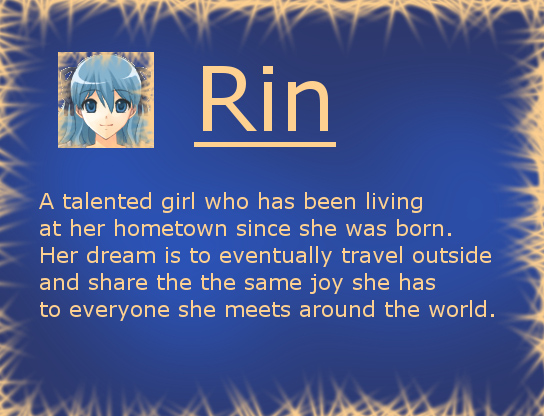 Rin
A talented girl who has been living
at her hometown since she was born.
Her dream is to eventually travel outside
and share the the same joy she has
to everyone she meets around the world.